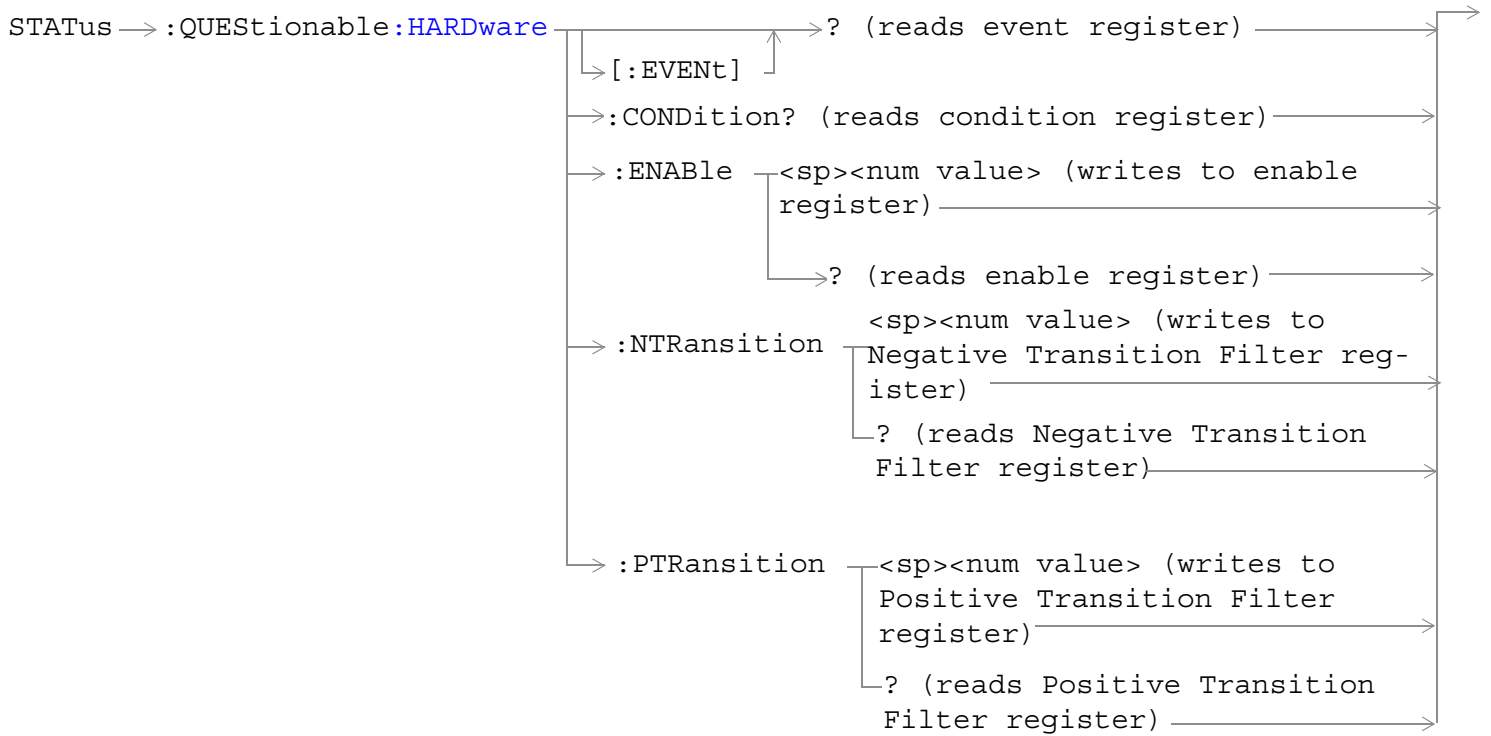 STATus :QUEStionable:HARDware ? (reads event register)
[:EVENt]
:CONDition? (reads condition register)
:ENABle <sp><num value> (writes to enable
register)
? (reads enable register)
<sp><num value> (writes to
:NTRansition Negative Transition Filter reg-
ister)
? (reads Negative Transition
Filter register)
:PTRansition <sp><num value> (writes to
Positive Transition Filter
register)
? (reads Positive Transition
Filter register)